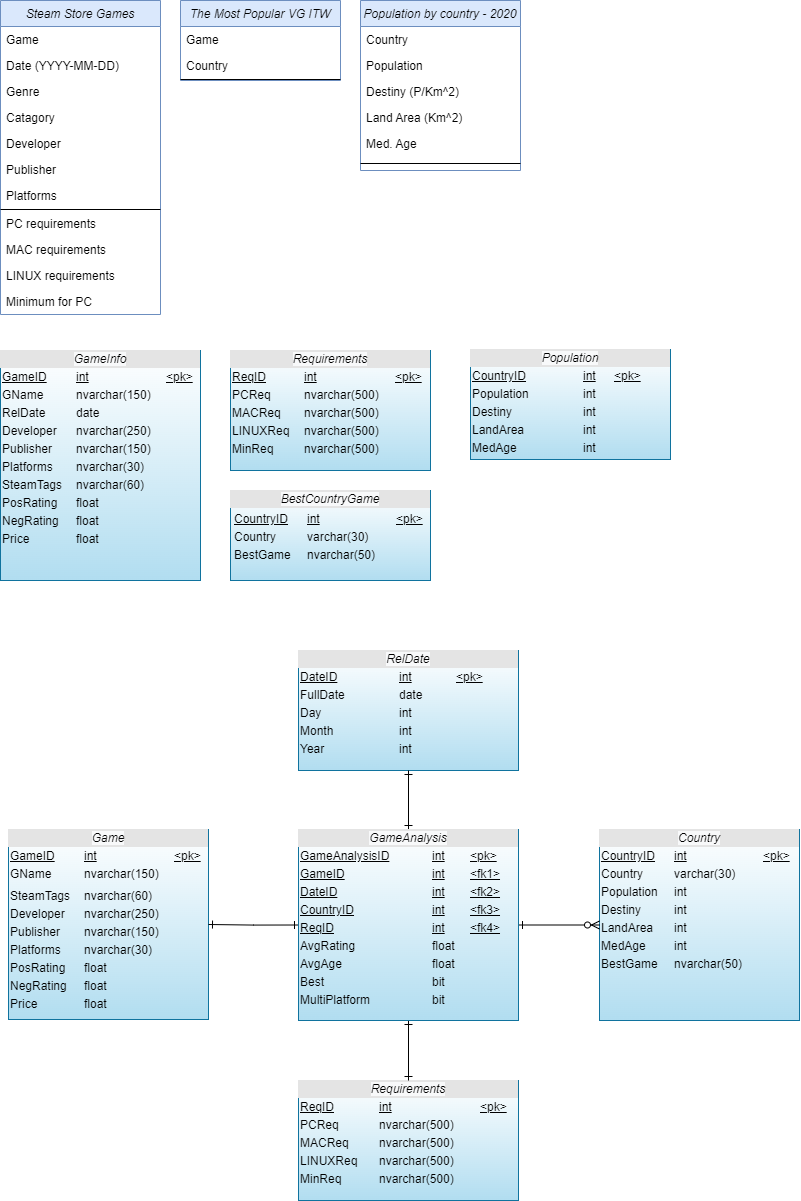 Steam Store Games
Game
Date (YYYY-MM-DD)
Genre
Catagory
Developer
Publisher
Platforms
PC requirements
MAC requirements
LINUX requirements
Minimum for PC
The Most Popular VG ITW
Game
Country
Population by country - 2020
Country
Population
Destiny (P/Km^2)
Land Area (Km^2)
Med. Age
GameInfo
GameID int <pk>
GName nvarchar(150)
RelDate date
Developer nvarchar(250)
Publisher nvarchar(150)
Platforms nvarchar(30)
SteamTags nvarchar(60)
PosRating float
NegRating float
Price float
Requirements
ReqID int <pk>
PCReq nvarchar(500)
MACReq nvarchar(500)
LINUXReq nvarchar(500)
MinReq nvarchar(500)
Population
CountryID int <pk>
Population int
Destiny int
LandArea int
MedAge int
BestCountryGame
CountryID int <pk>
Country varchar(30)
BestGame nvarchar(50)
RelDate
DateID int <pk>
FullDate date
Day int
Month int
Year int
Game
GameID int <pk>
GName nvarchar(150)
SteamTags nvarchar(60)
Developer nvarchar(250)
Publisher nvarchar(150)
Platforms nvarchar(30)
PosRating float
NegRating float
Price float
GameAnalysis
GameAnalysisID int <pk>
GameID int <fk1>
DateID int <fk2>
CountryID int <fk3>
ReqID int <fk4>
AvgRating float
AvgAge float
Best bit
MultiPlatform bit
Country
CountryID int <pk>
Country varchar(30)
Population int
Destiny int
LandArea int
MedAge int
BestGame nvarchar(50)
Requirements
ReqID int <pk>
PCReq nvarchar(500)
MACReq nvarchar(500)
LINUXReq nvarchar(500)
MinReq nvarchar(500)